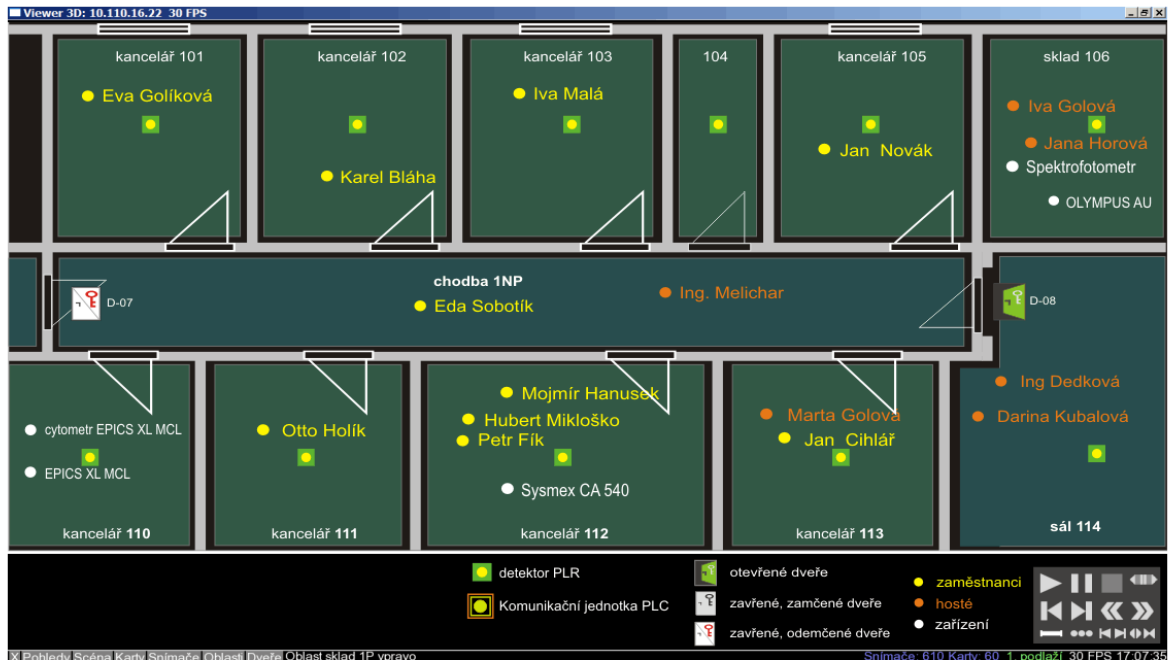 Viewer 3D: 10.110.16.22  30 FPS
kancelář 101
kancelář 102
kancelář 103
104
kancelář 105
sklad 106
Eva Golíková
Karel Bláha
Iva Malá
Jan Novák
Iva Golová
Jana Horová
Spektrofotometr
OLYMPUS AU
D-07
chodba 1NP
Eda Sobotík
Ing. Melichar
D-08
cytometr EPICS XL MCL
EPICS XL MCL
kancelář 110
Otto Holík
kancelář 111
Mojmír Hanusek
Hubert Mikloško
Petr Fík
Sysmex CA 540
kancelář 112
Marta Golová
Jan Cihlář
kancelář 113
Ing Dedková
Darina Kubalová
sál 114
detektor PLR
Komunikační jednotka PLC
otevřené dveře
zavřené, zamčené dveře
zavřené, odemčené dveře
zaměstnanci
hosté
zařízení
X Pohledy Scéna Karty Snímače Oblasti Dveře Oblast sklad 1P vpravo
Snímače: 610 Karty: 60 1. podlaží 30 FPS 17:07:35